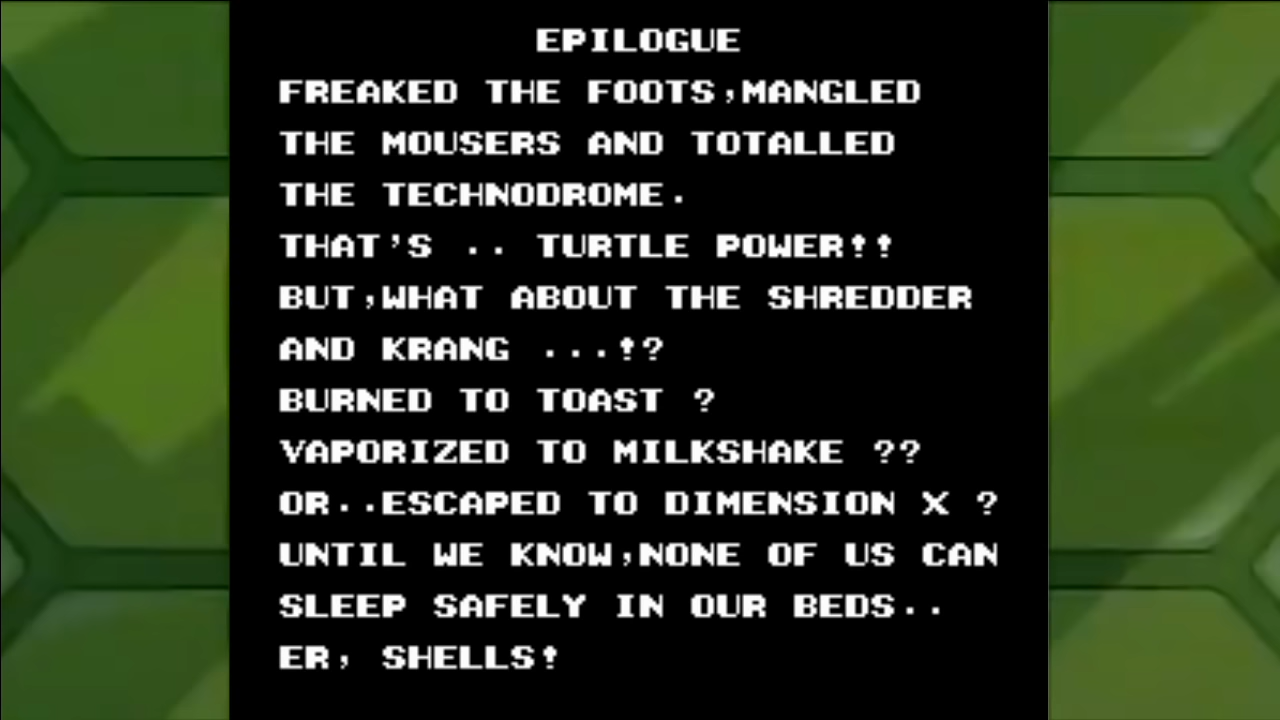 EPILOGUE
FREAKED THE FOOTS,MANGLED
THE MOUSERS AND TOTALLED
THE TECHNODROME.
THAT'S .. TURTLE POWER!!
BUT,WHAT ABOUT THE SHREDDER
AND KRANG ...!?
BURNED TO TOAST ?
VAPORIZED TO MILKSHAKE ??
OR..ESCAPED TO DIMENSION X ?
UNTIL WE KNOW,NONE OF US CAN
SLEEP SAFELY IN OUR BEDS..
ER, SHELLS!